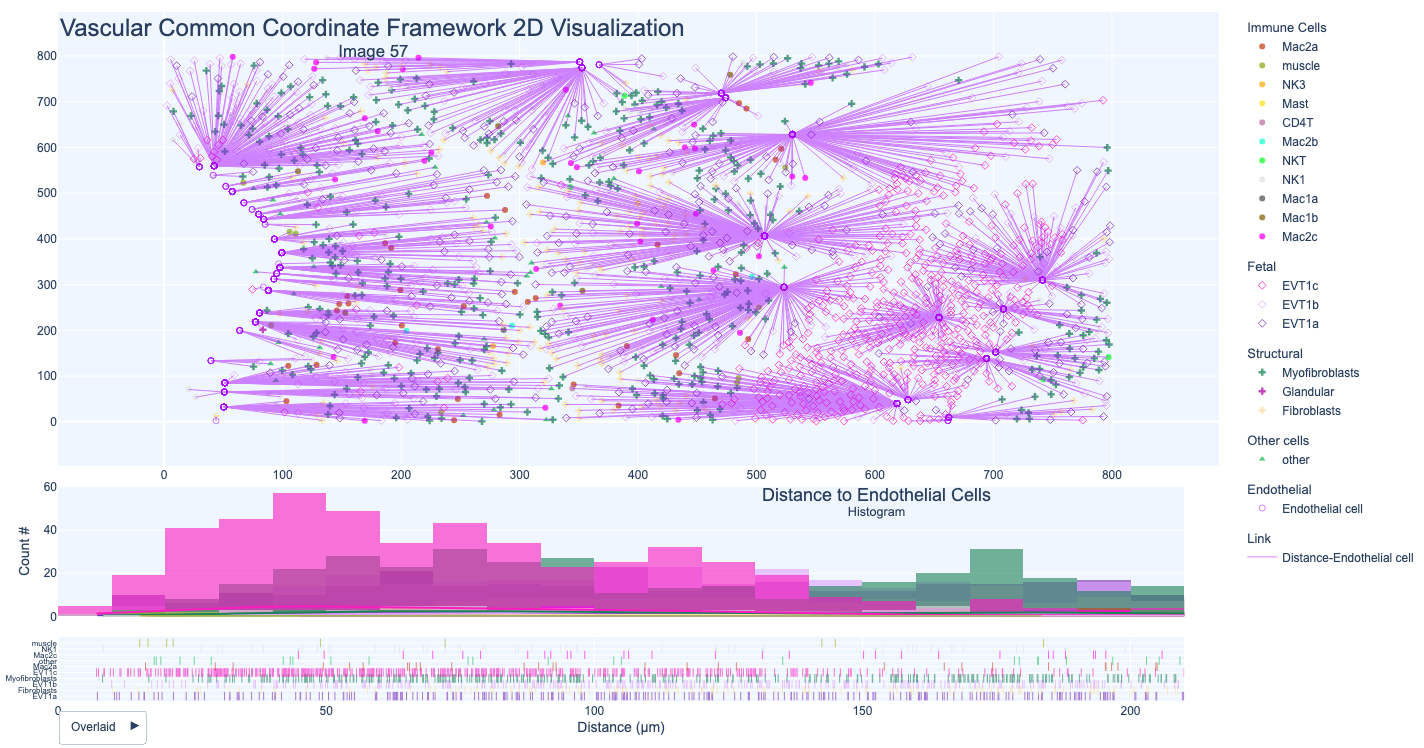 Vascular Common Coordinate Framework 2D Visualization
Image 57
800
700
600
500
400
300
200
100
0
0 100 200 300 400 500 600 700 800
Immune Cells
Mac2a
muscle
NK3
Mast
CD4T
Mac2b
NKT
NK1
Mac1a
Mac1b
Mac2c
Fetal
EVT1c
EVT1b
EVT1a
Structural
Myofibroblasts
Glandular
Fibroblasts
Other cells
other
Endothelial
Endothelial cell
Link
Distance-Endothelial cell
Distance to Endothelial Cells
Histogram
60
40
20
0
Count #
muscle
NK1
Mac2c
other
Mac2a
EVT1c
Myofibroblasts
EVT1b
Fibroblasts
EVT1a
0 50 100 150 200
Distance (µm)
Overlaid ►